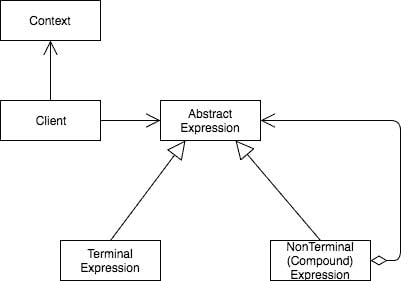 Context
Client
Abstract
Expression
Terminal
Expression
NonTerminal
(Compound)
Expression